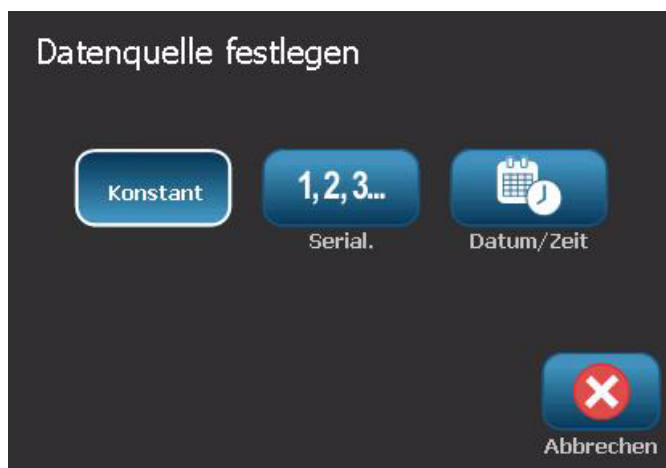 Datenquelle festlegen
Konstant
1, 2, 3...
Serial.
Datum/Zeit
Abbrechen